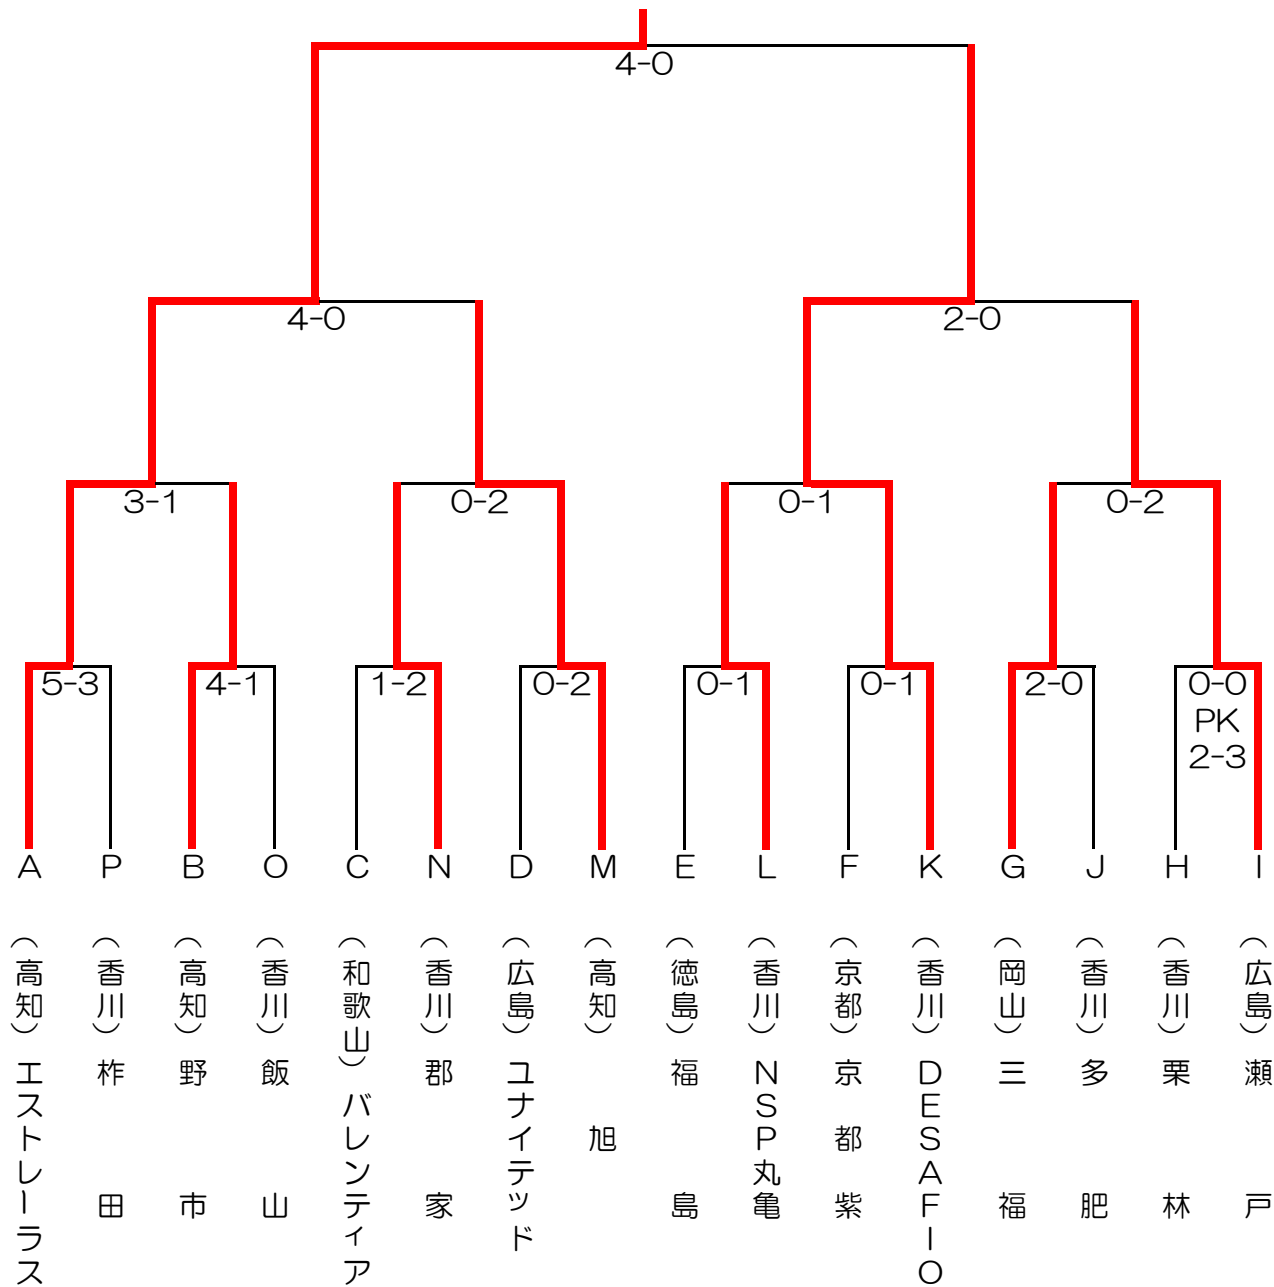 4-0
4-0
2-0
3-1
0-2
0-1
0-2
5-3
4-1
1-2
0-2
0-1
0-1
2-0
0-0
PK
2-3
A
P
B
O
C
N
D
M
E
L
F
K
G
J
H
I
(高知)エストレーラス
(香川)柞田
(高知)野市
(香川)飯山
(和歌山)バレンティア
(香川)郡家
(広島)ユナイテッド
(高知)旭
(徳島)福島
(香川)NSP丸亀
(京都)京都紫
(香川)DESAFIO
(岡山)三福
(香川)多肥
(香川)栗林
(広島)瀬戸